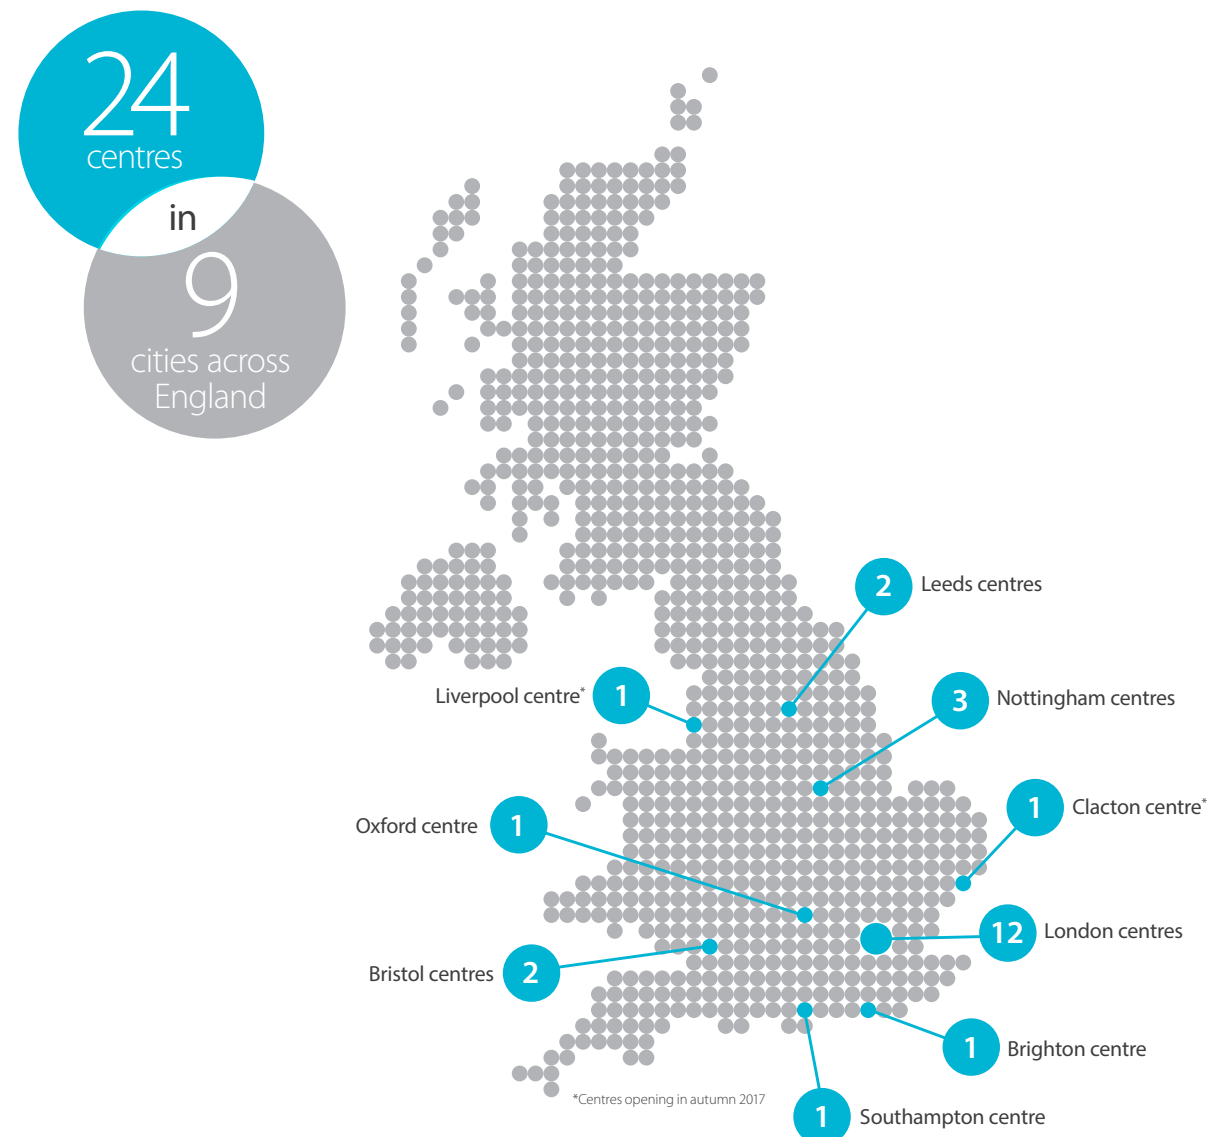 24
centres
in
9
cities across
England
2 Leeds centres
Liverpool centre* 1
3 Nottingham centres
1 Clacton centre*
Oxford centre 1
12 London centres
Bristol centres 2
1 Brighton centre
*Centres opening in autumn 2017
1 Southampton centre